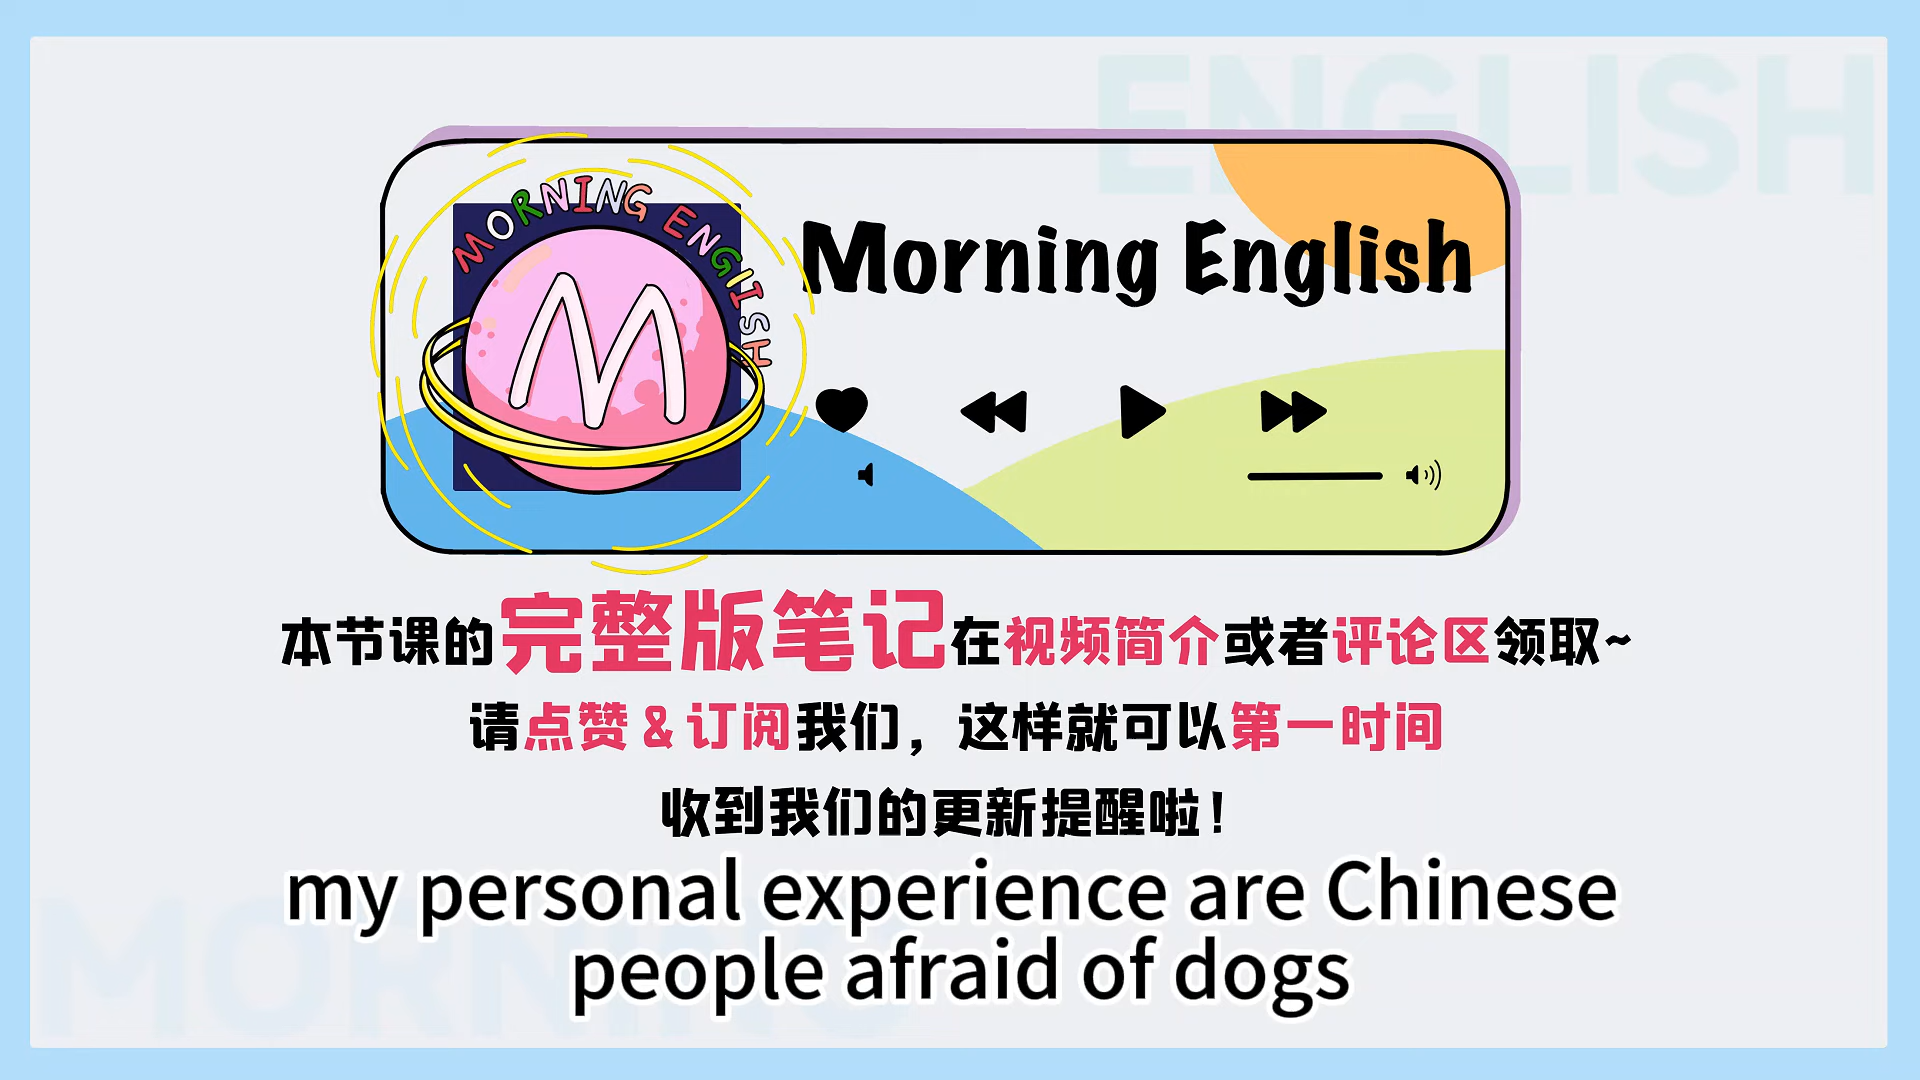 ENGLISH
MORNING ENGLISH
M
Morning English
本节课的完整版笔记在视频简介或者评论区领取~
请点赞&订阅我们，这样就可以第一时间
收到我们的更新提醒啦！
my personal experience are Chinese
people afraid of dogs
MORNING